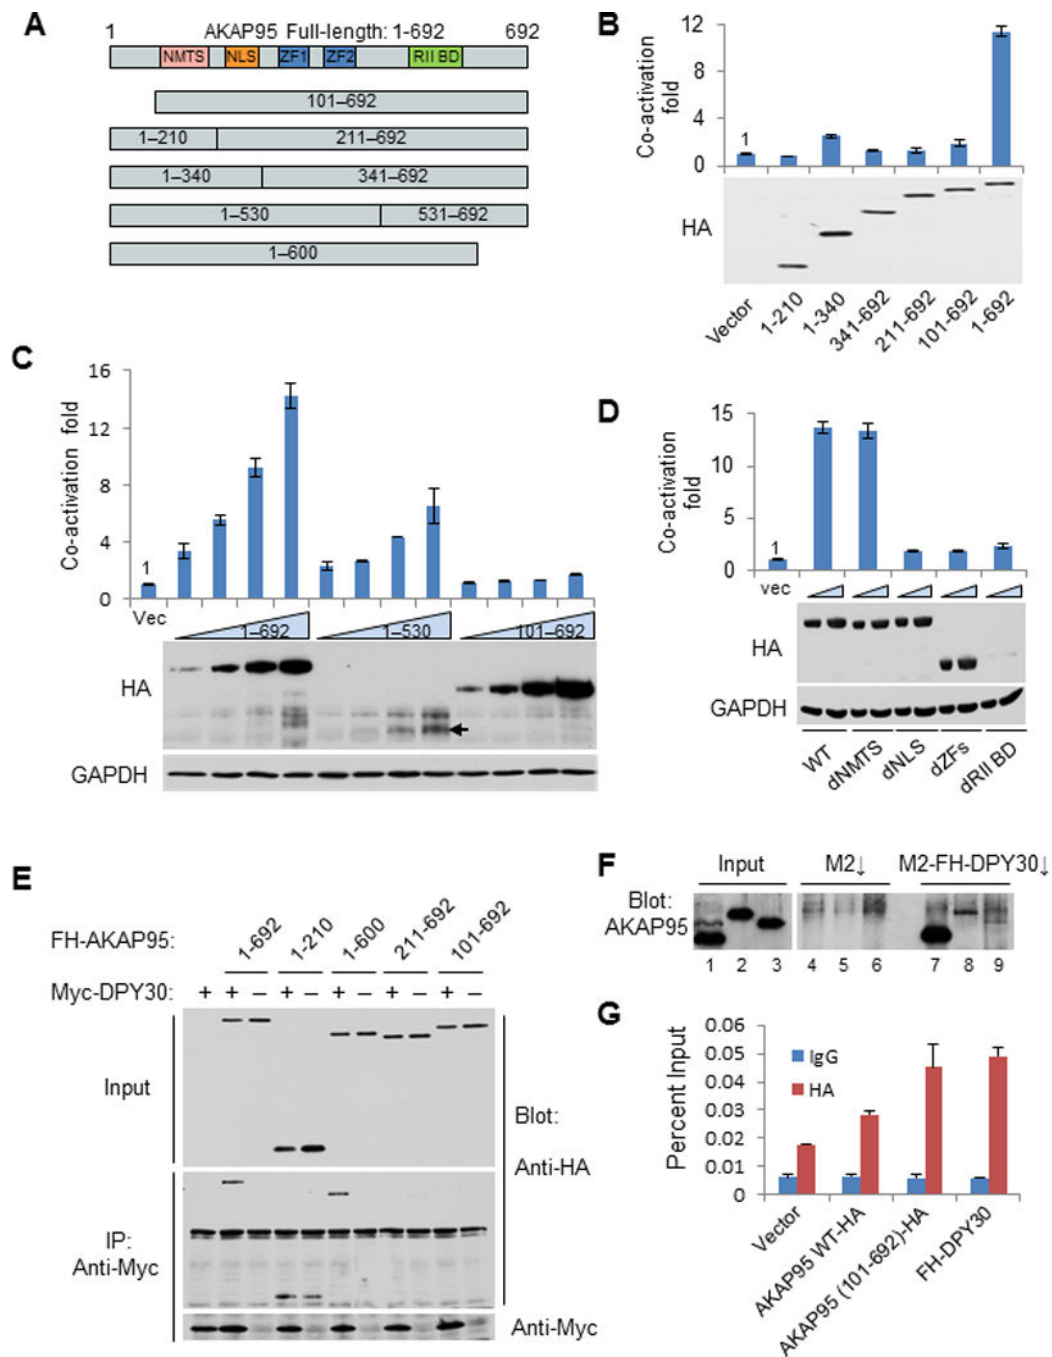 A
1 AKAP95 Full-length: 1-692 692
NMTS NLS ZF1 ZF2 RII BD
101–692
1–210 211–692
1–340 341–692
1–530 531–692
1–600
B
Co-activation fold
12
8
4
0
1
HA
Vector 1-210 1-340 341-692 211-692 101-692 1-692
C
Co-activation fold
16
12
8
4
0
1
Vec 1–692 1–530 101–692
HA
GAPDH
D
Co-activation fold
15
10
5
0
1
vec
HA
GAPDH
WT dNMTS dNLS dZFs dRII BD
E
FH-AKAP95: 1-692 1-210 1-600 211-692 101-692
Myc-DPY30: + + – + – + – + – + –
Input
IP:
Anti-Myc
Blot:
Anti-HA
Anti-Myc
F
Input M2↓ M2-FH-DPY30↓
Blot:
AKAP95
1 2 3 4 5 6 7 8 9
G
Percent Input
0.06
0.05
0.04
0.03
0.02
0.01
0
IgG
HA
Vector AKAP95 WT-HA AKAP95 (101-692)-HA FH-DPY30